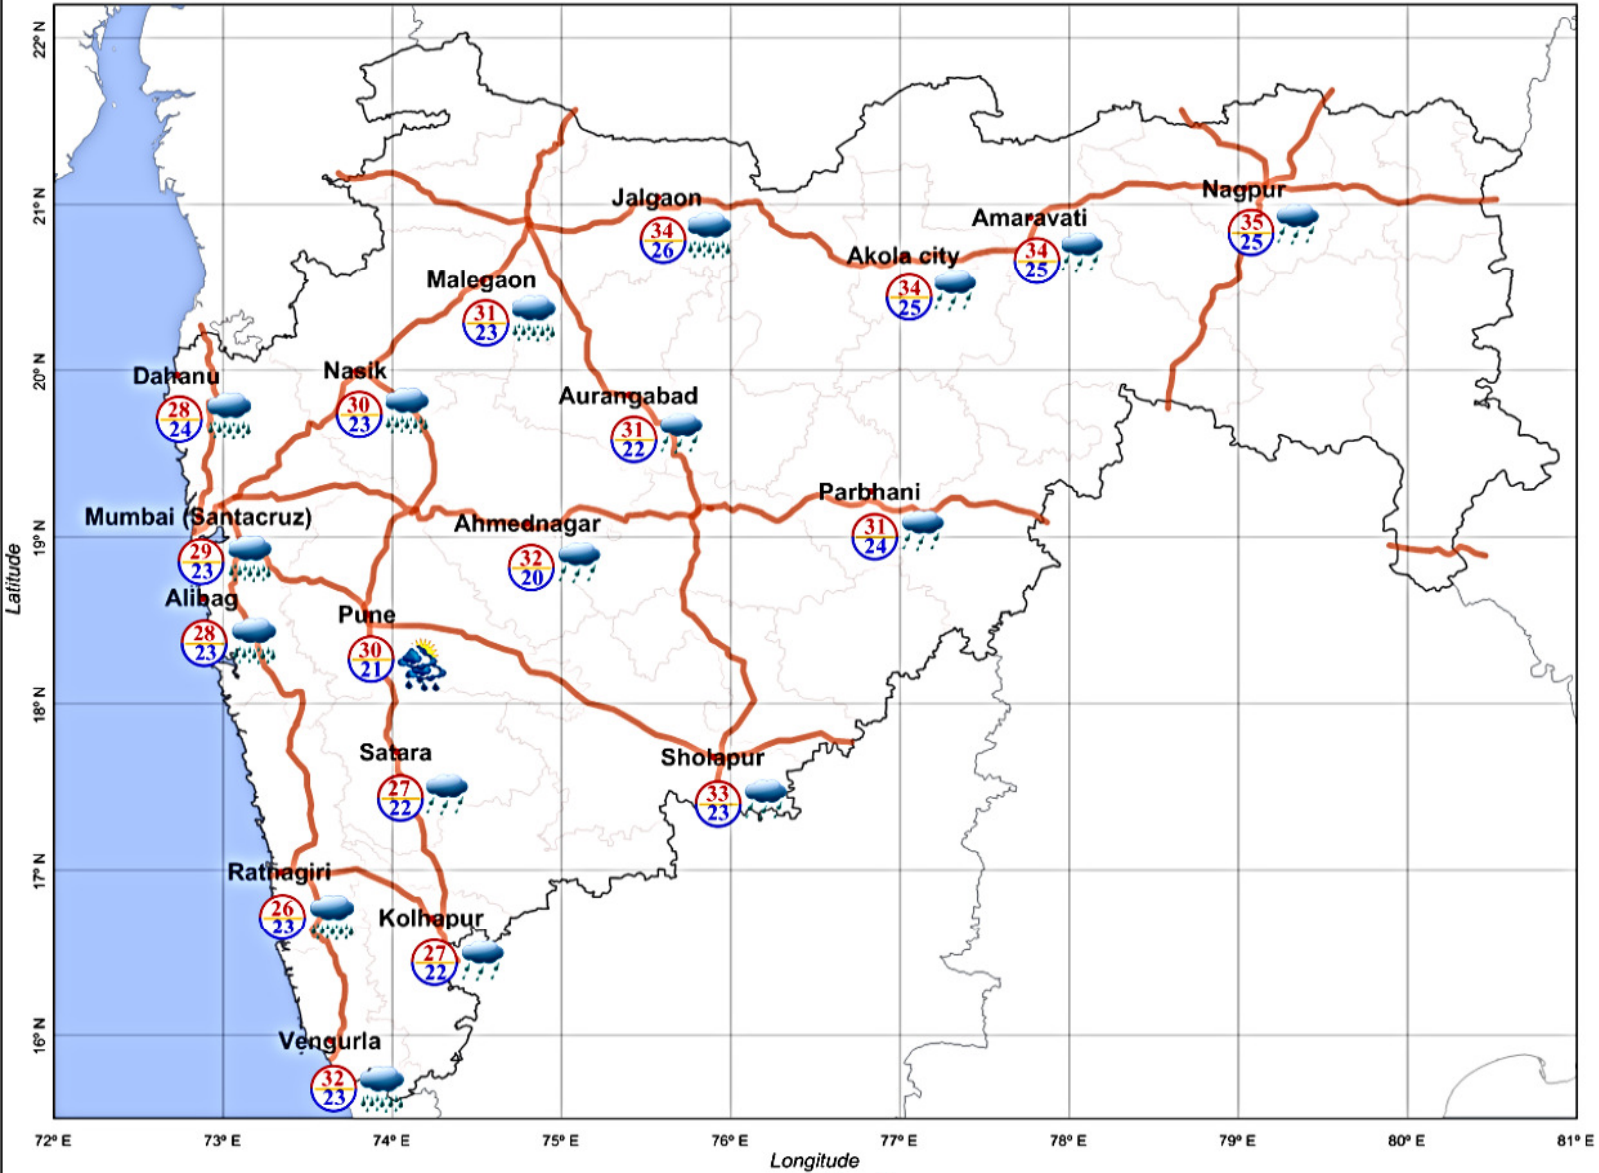 22° N
21° N
20° N
19° N
18° N
17° N
16° N
Latitude
Jalgaon
34
26
Nagpur
35
25
Amaravati
34
25
Akola city
34
25
Malegaon
31
23
Dahanu
28
24
Nasik
30
23
Aurangabad
31
22
Parbhani
31
24
Mumbai (Santacruz)
29
23
Ahmednagar
32
20
Alibag
28
23
Pune
30
21
Satara
27
22
Sholapur
33
23
Ratnagiri
26
23
Kolhapur
27
22
Vengurla
32
23
72° E
73° E
74° E
75° E
76° E
77° E
78° E
79° E
80° E
81° E
Longitude